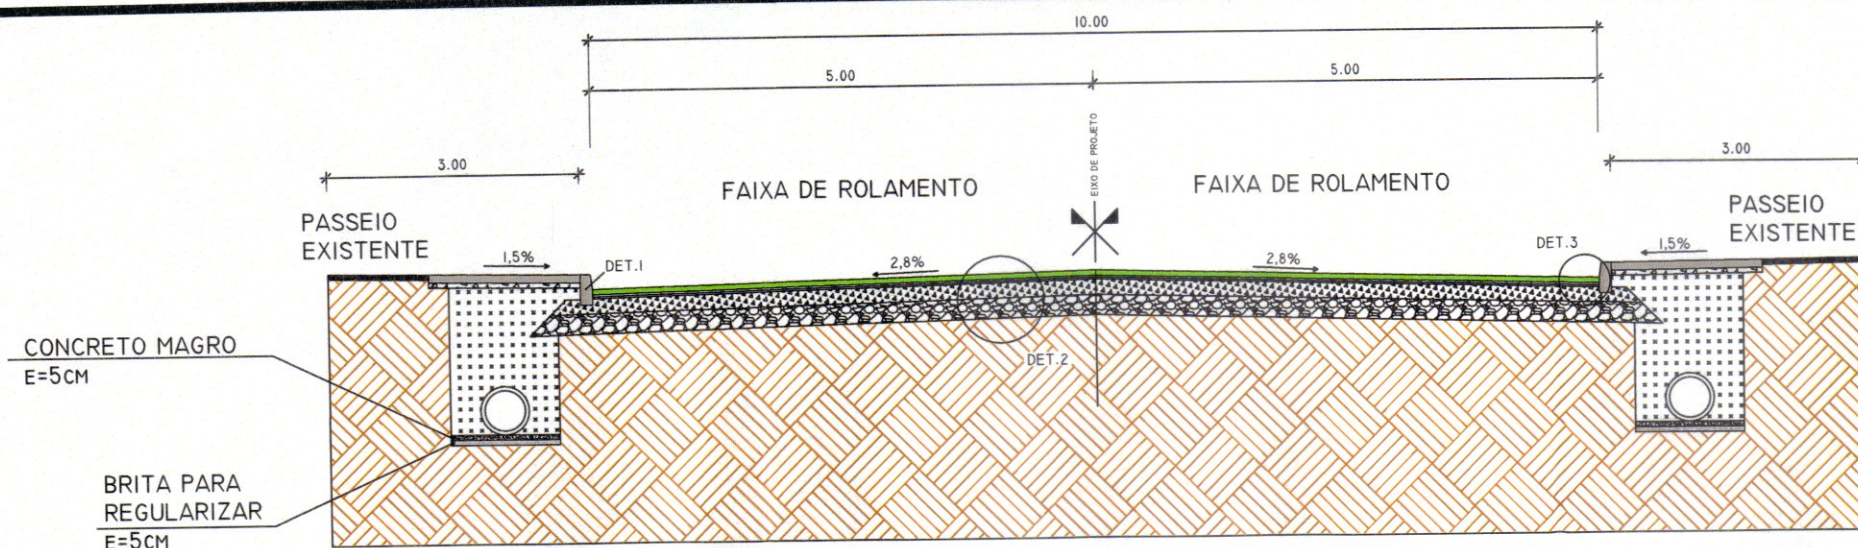 10.00
5.00
5.00
EIXO DE PROJETO
3.00
3.00
FAIXA DE ROLAMENTO
FAIXA DE ROLAMENTO
PASSEIO
EXISTENTE
PASSEIO
EXISTENTE
1,5%
DET.1
2,8%
2,8%
DET.3
1,5%
DET.2
CONCRETO MAGRO
E=5CM
BRITA PARA
REGULARIZAR
E=5CM